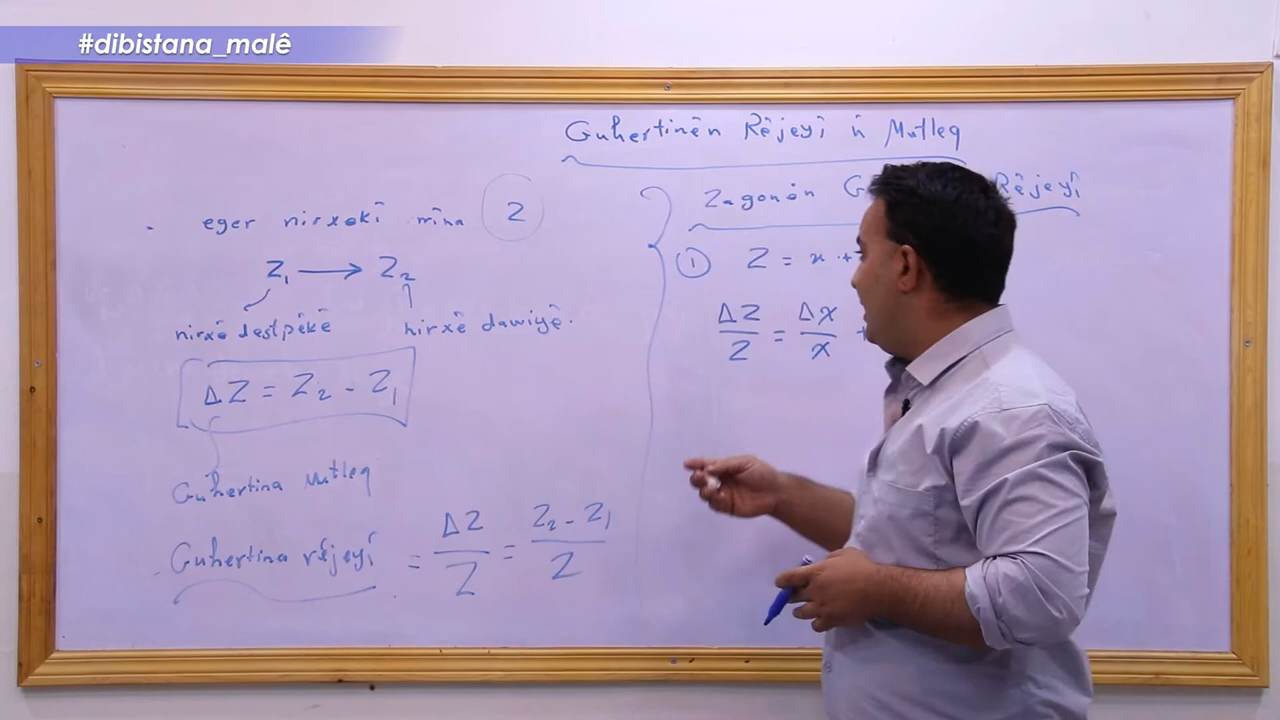 #dibistana_malê
Guhertinên Rêjeyî û Mutleq
eger nirxekî mîna Z
Z₁ → Z₂
nirxê destpêkê nirxê dawiyê.
ΔZ = Z₂ - Z₁
Guhertina Mutleq
Guhertina rêjeyî = ΔZ/Z = Z₂ - Z₁/Z
Zagonên G Rêjeyî
① Z = x +
ΔZ/Z = Δx/x +